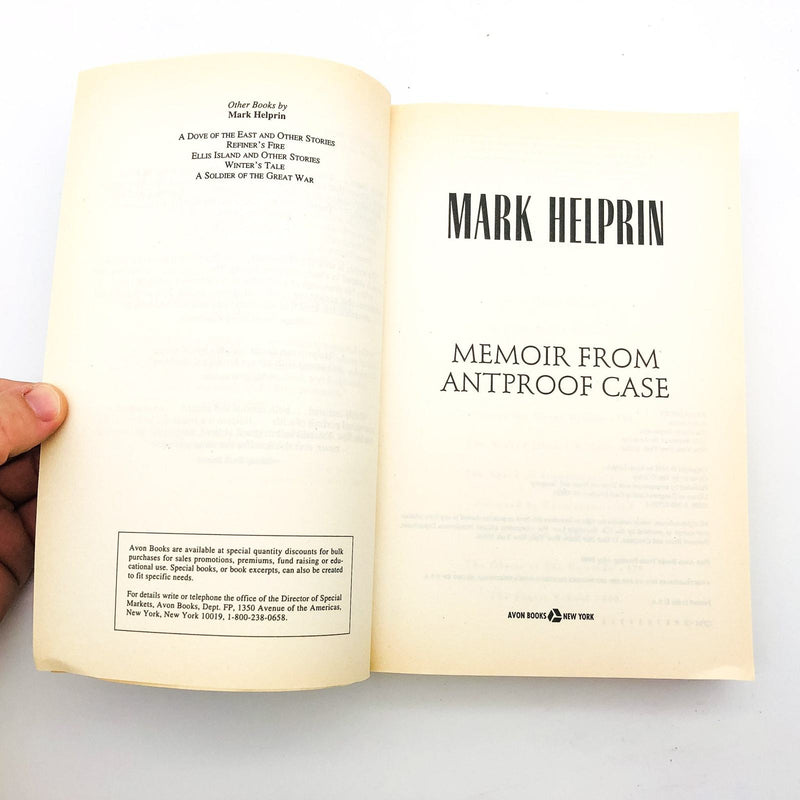 Other Books by
Mark Helprin
A DOVE OF THE EAST AND OTHER STORIES
REFINER'S FIRE
ELLIS ISLAND AND OTHER STORIES
WINTER'S TALE
A SOLDIER OF THE GREAT WAR
Avon Books are available at special quantity discounts for bulk
purchases for sales promotions, premiums, fund raising or edu-
cational use. Special books, or book excerpts, can also be created
to fit specific needs.
For details write or telephone the office of the Director of Special
Markets, Avon Books, Dept. FP, 1350 Avenue of the Americas,
New York, New York 10019, 1-800-238-0658.
MARK HELPRIN
MEMOIR FROM
ANTPROOF CASE
AVON BOOKS NEW YORK